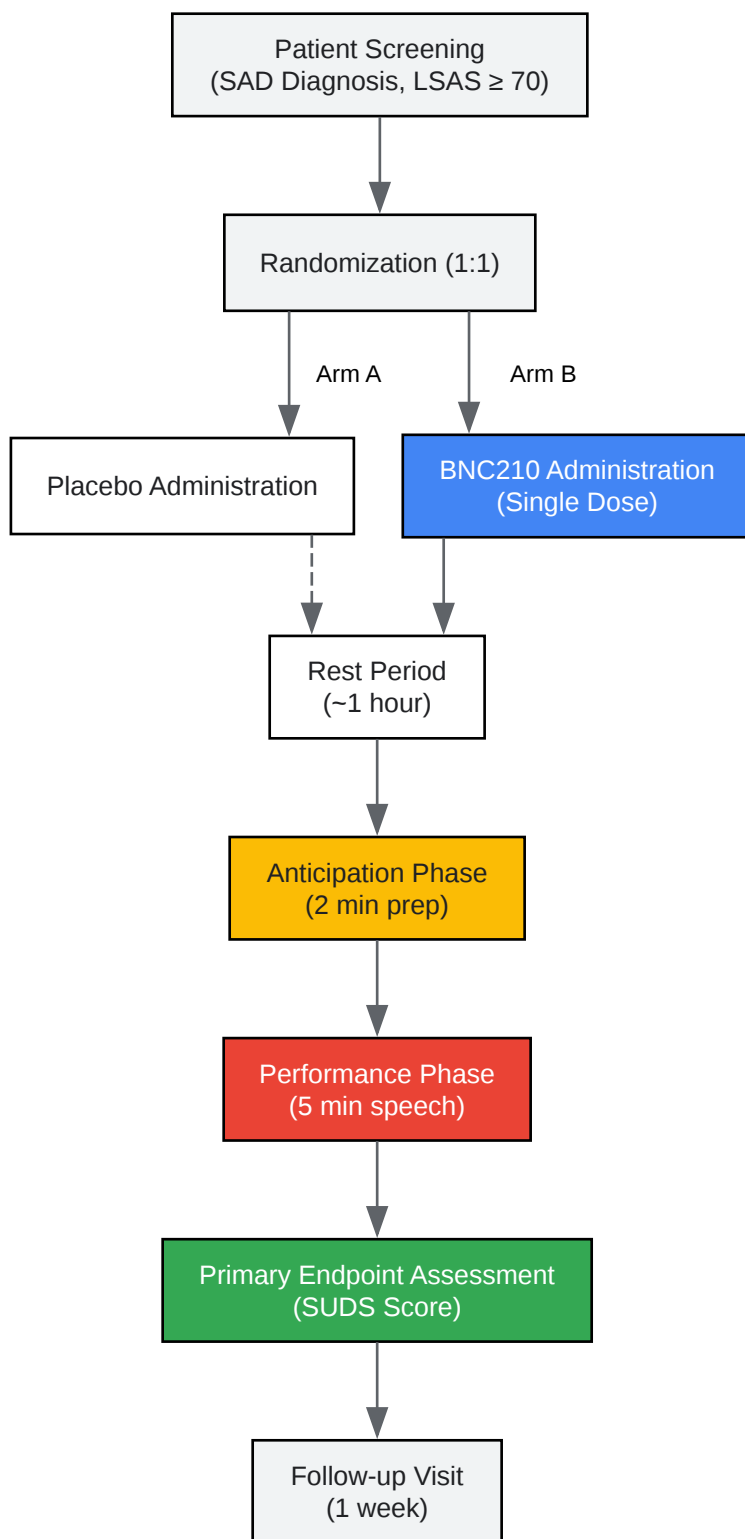 Patient Screening
(SAD Diagnosis, LSAS ≥ 70)
Randomization (1:1)
Arm A
Arm B
Placebo Administration
BNC210 Administration
(Single Dose)
Rest Period
(~1 hour)
Anticipation Phase
(2 min prep)
Performance Phase
(5 min speech)
Primary Endpoint Assessment
(SUDS Score)
Follow-up Visit
(1 week)